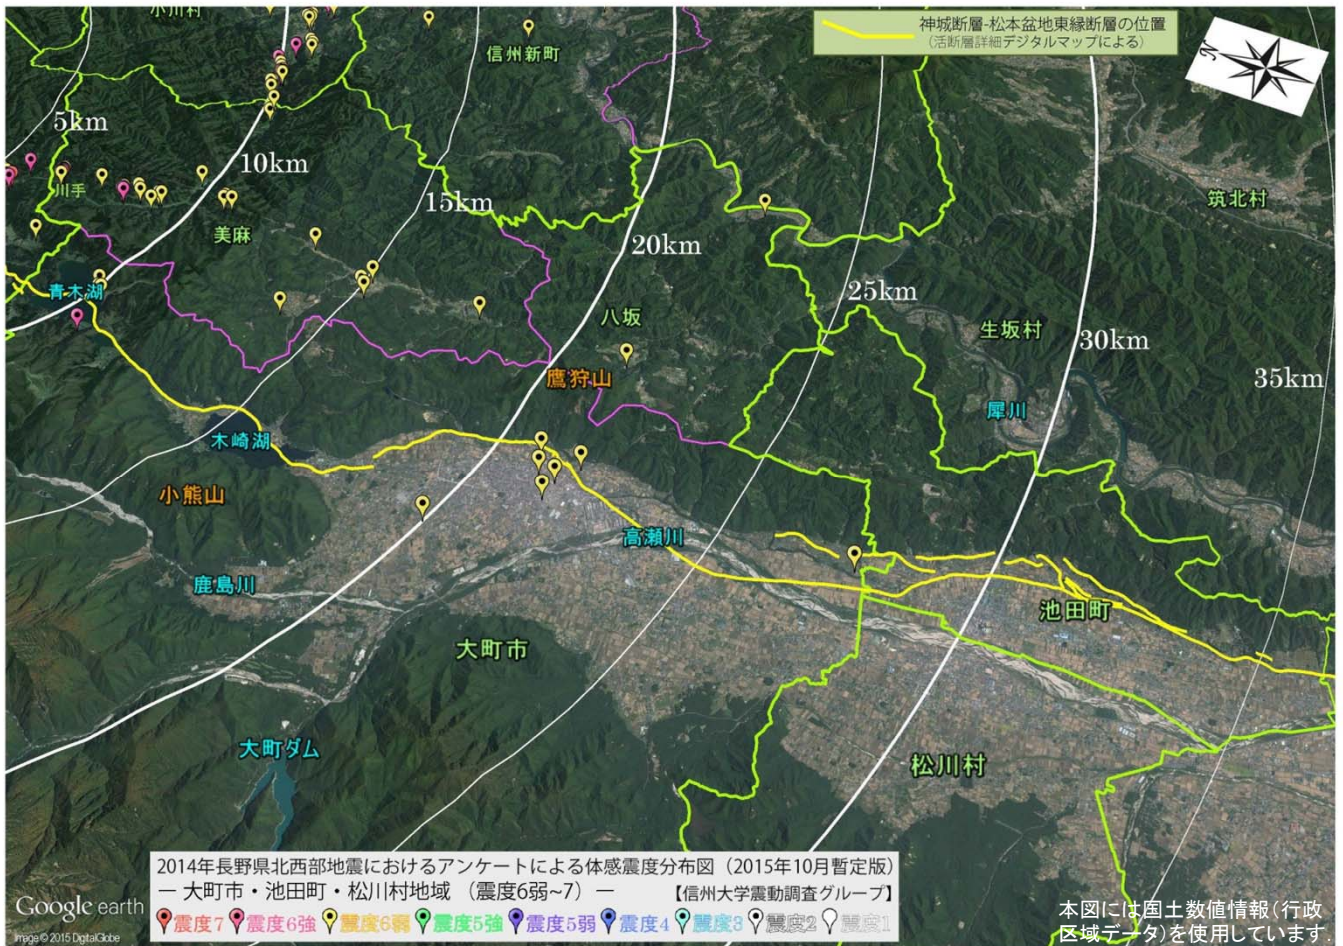 小川村
信州新町
神城断層-松本盆地東縁断層の位置
(活断層詳細デジタルマップによる)
N
5km
10km
15km
20km
25km
30km
35km
川手
美麻
筑北村
青木湖
八坂
生坂村
鷹狩山
犀川
木崎湖
小熊山
高瀬川
鹿島川
池田町
大町市
大町ダム
松川村
2014年長野県北西部地震におけるアンケートによる体感震度分布図（2015年10月暫定版）
－ 大町市・池田町・松川村地域 （震度6弱~7）－ 【信州大学震動調査グループ】
震度7 震度6強 震度6弱 震度5強 震度5弱 震度4 震度3 震度2 震度1
Google earth
Image © 2015 DigitalGlobe
本図には国土数値情報(行政
区域データ)を使用しています.